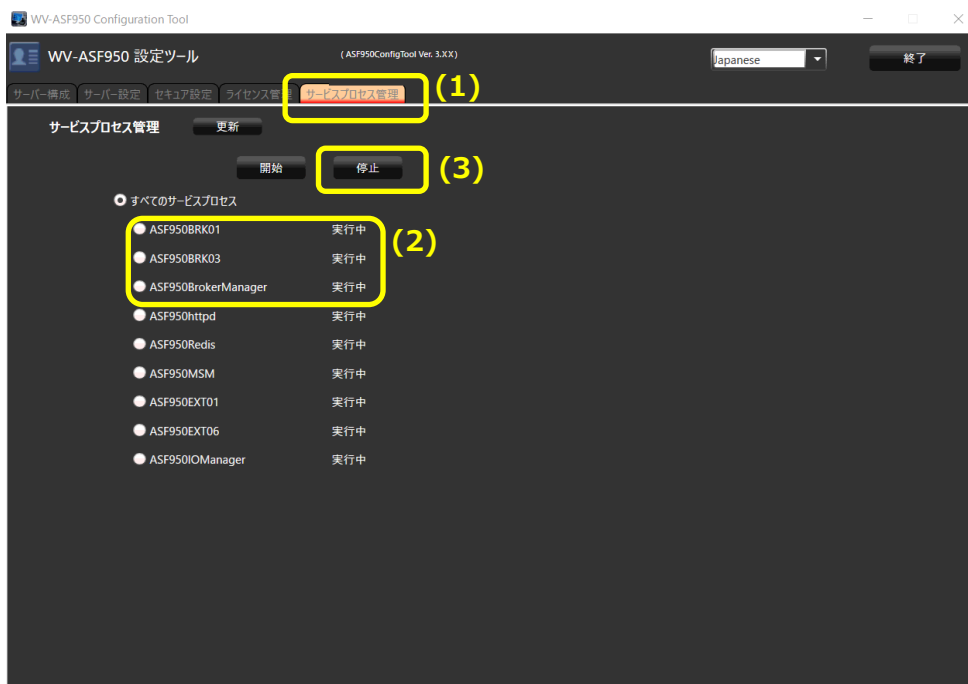 WV-ASF950 Configuration Tool
WV-ASF950 設定ツール
( ASF950ConfigTool Ver. 3.XX )
Japanese
終了
サーバー構成 サーバー設定 セキュア設定 ライセンス管理 サービスプロセス管理
(1)
サービスプロセス管理 更新
開始 停止
(3)
すべてのサービスプロセス
ASF950BRK01 実行中
(2)
ASF950BRK03 実行中
ASF950BrokerManager 実行中
ASF950httpd 実行中
ASF950Redis 実行中
ASF950MSM 実行中
ASF950EXT01 実行中
ASF950EXT06 実行中
ASF950IOManager 実行中